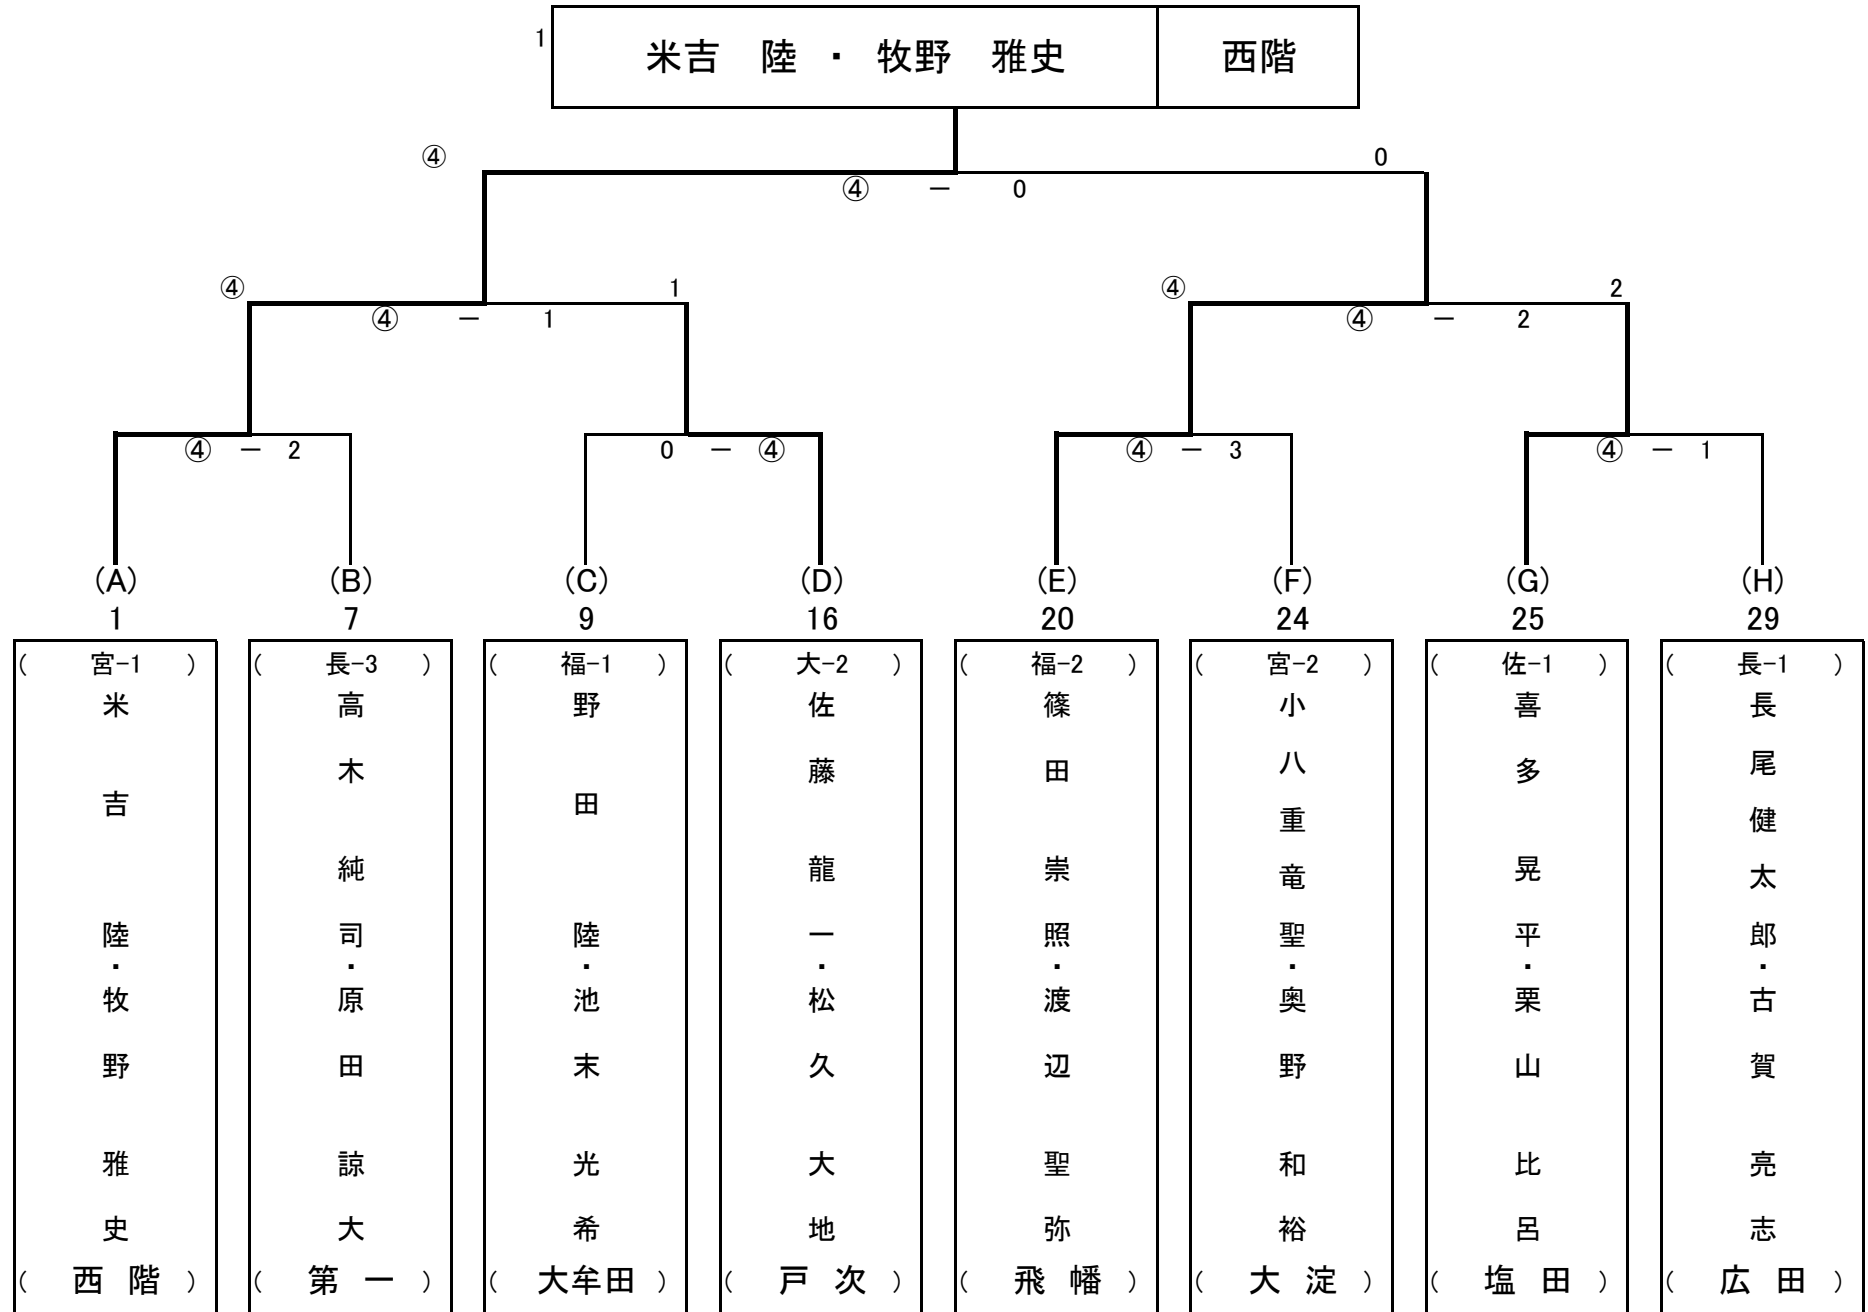 1 米吉　陸 ・ 牧野　雅史 西階
④ 0
④ － 0
④ 1 ④ 2
④ － 1 ④ － 2
④ － 2 0 － ④ ④ － 3 ④ － 1
(A) (B) (C) (D) (E) (F) (G) (H)
1 7 9 16 20 24 25 29
( 宮-1 ) ( 長-3 ) ( 福-1 ) ( 大-2 ) ( 福-2 ) ( 宮-2 ) ( 佐-1 ) ( 長-1 )
米吉　陸・牧野　雅史
高木　純司・原田　諒大
野田　陸・池末　光希
佐藤　龍一・松久　大地
篠田　崇照・渡辺　聖弥
小八重竜聖・奥野　和裕
喜多　晃平・栗山　比呂
長尾健太郎・古賀　亮志
( 西 階 ) ( 第 一 ) ( 大牟田 ) ( 戸 次 ) ( 飛 幡 ) ( 大 淀 ) ( 塩 田 ) ( 広 田 )